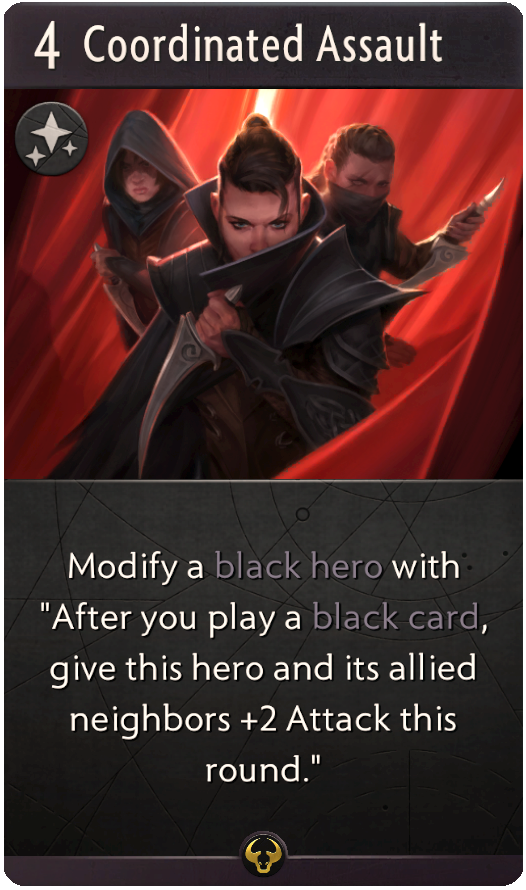 4 Coordinated Assault
Modify a black hero with
"After you play a black card,
give this hero and its allied
neighbors +2 Attack this
round."